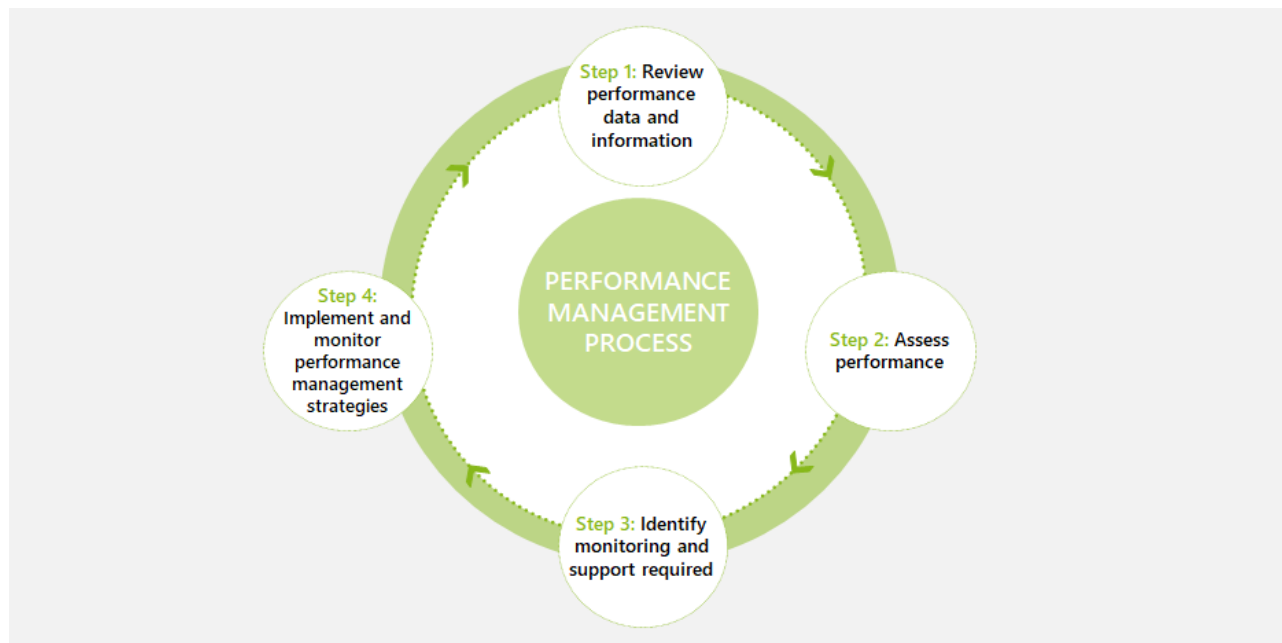 Step 1: Review
performance
data and
information
PERFORMANCE
MANAGEMENT
PROCESS
Step 2: Assess
performance
Step 3: Identify
monitoring and
support required
Step 4:
Implement and
monitor
performance
management
strategies